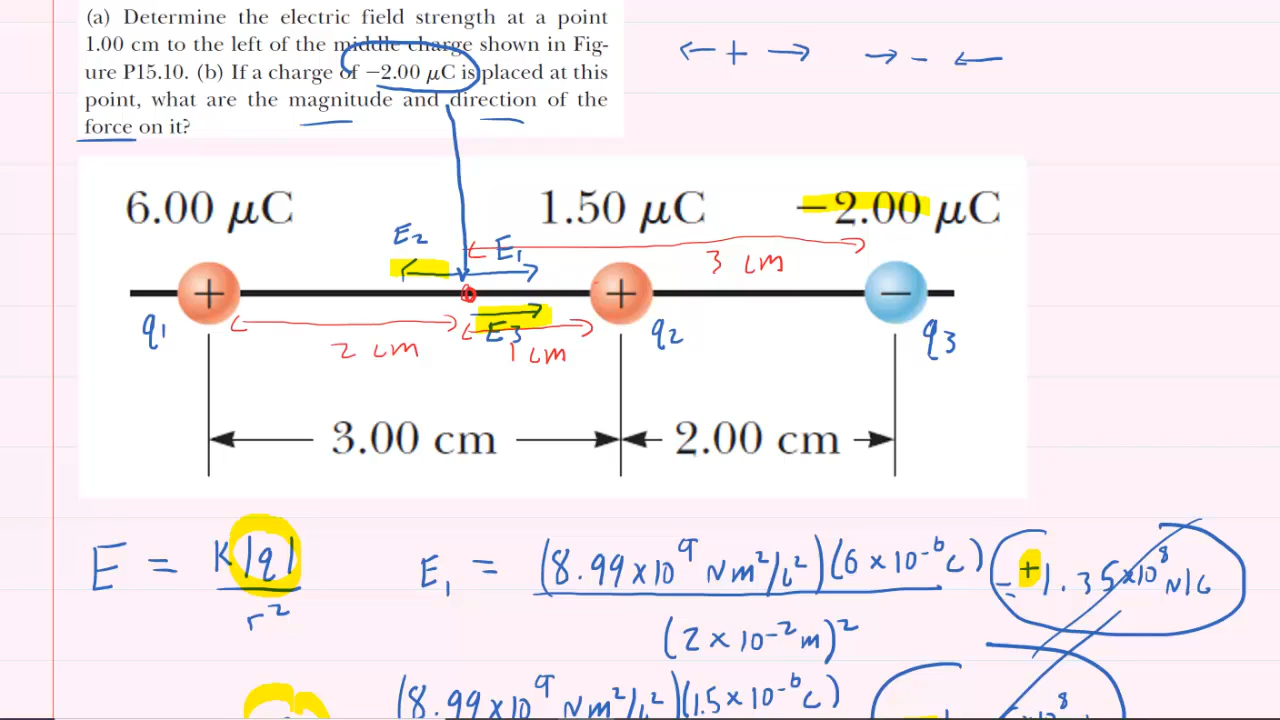 (a) Determine the electric field strength at a point
1.00 cm to the left of the middle charge shown in Fig-
ure P15.10. (b) If a charge of −2.00 μC is placed at this
point, what are the magnitude and direction of the
force on it?
← + → → - ←
6.00 μC 1.50 μC −2.00 μC
E2 E1
3 cm
+ + −
q1 E3 q2 q3
2 cm 1 cm
3.00 cm 2.00 cm
E = K|q| / r² E1 = (8.99×10⁹ Nm²/c²)(6×10⁻⁶c) / (2×10⁻²m)² = +1.35×10⁸ N/C
(8.99×10⁹ Nm²/c²)(1.5×10⁻⁶c)